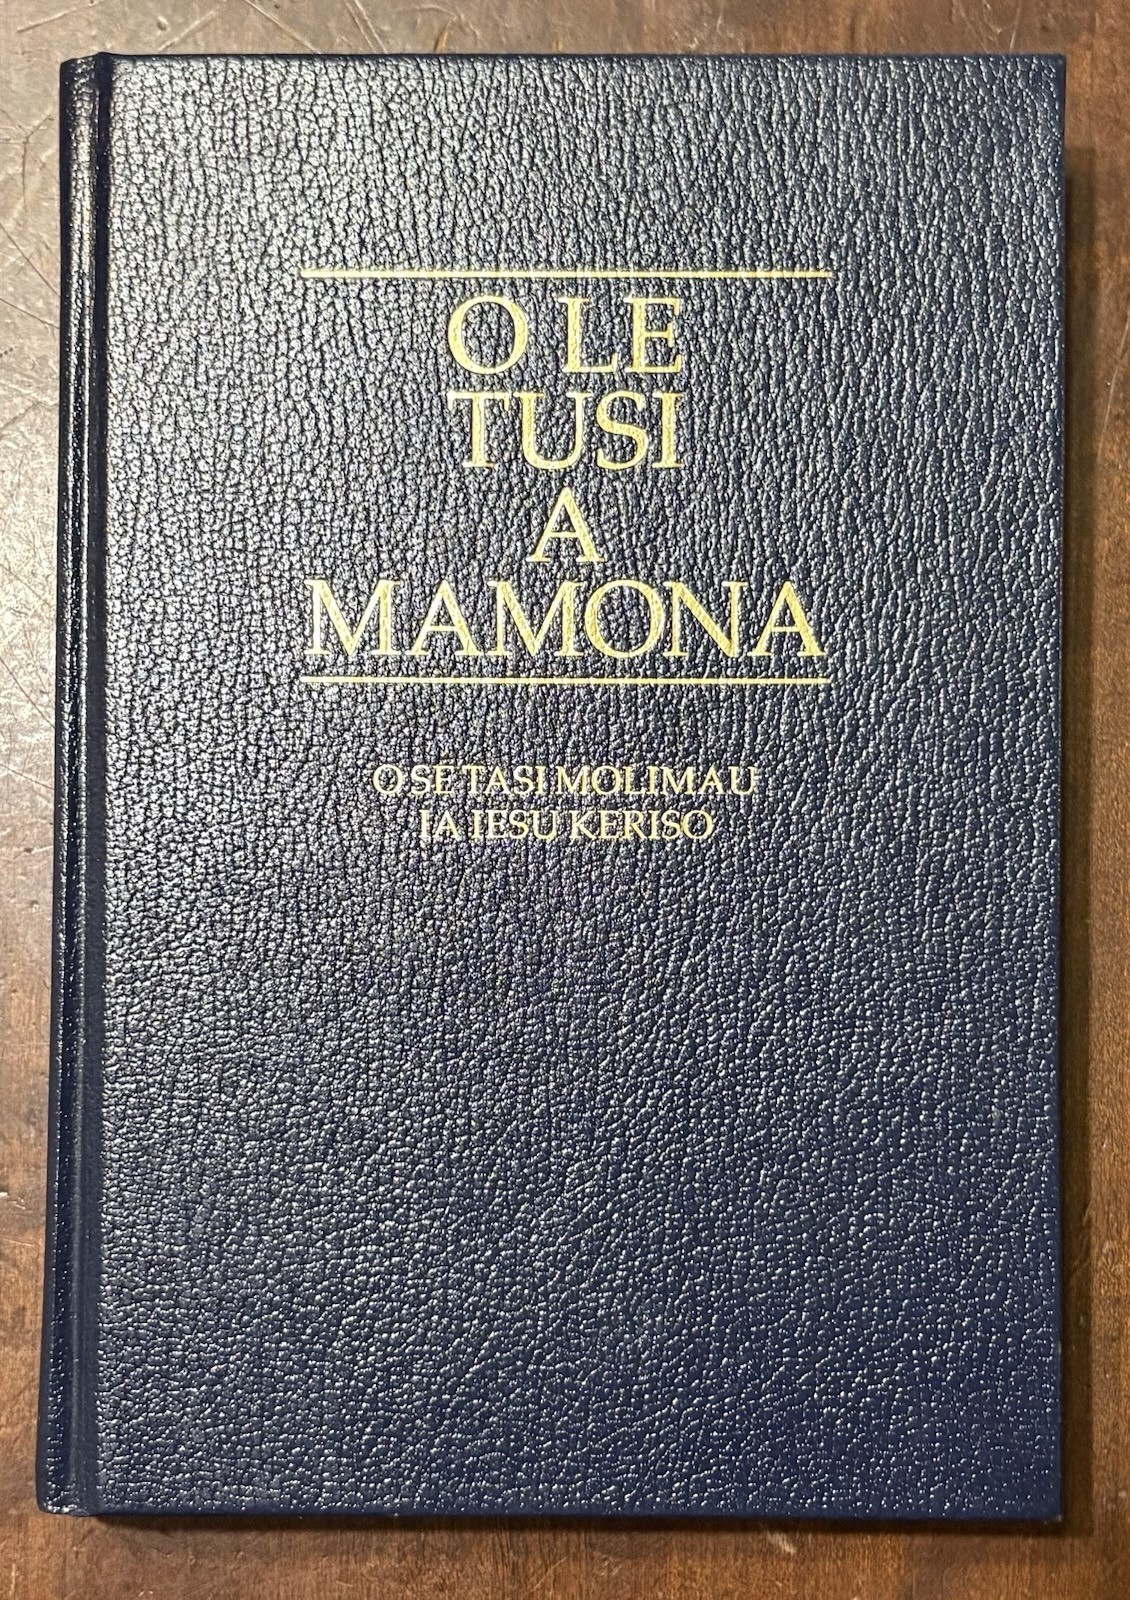 O LE
TUSI
A
MAMONA
O SE TASI MOLIMAU
IA IESU KERISO